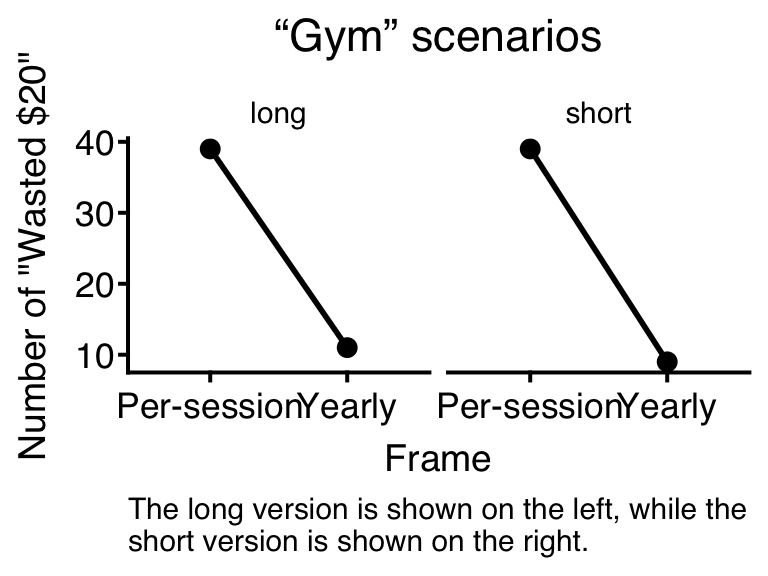 “Gym” scenarios
long
short
Number of "Wasted $20"
40
30
20
10
Per-session
Yearly
Per-session
Yearly
Frame
The long version is shown on the left, while the
short version is shown on the right.